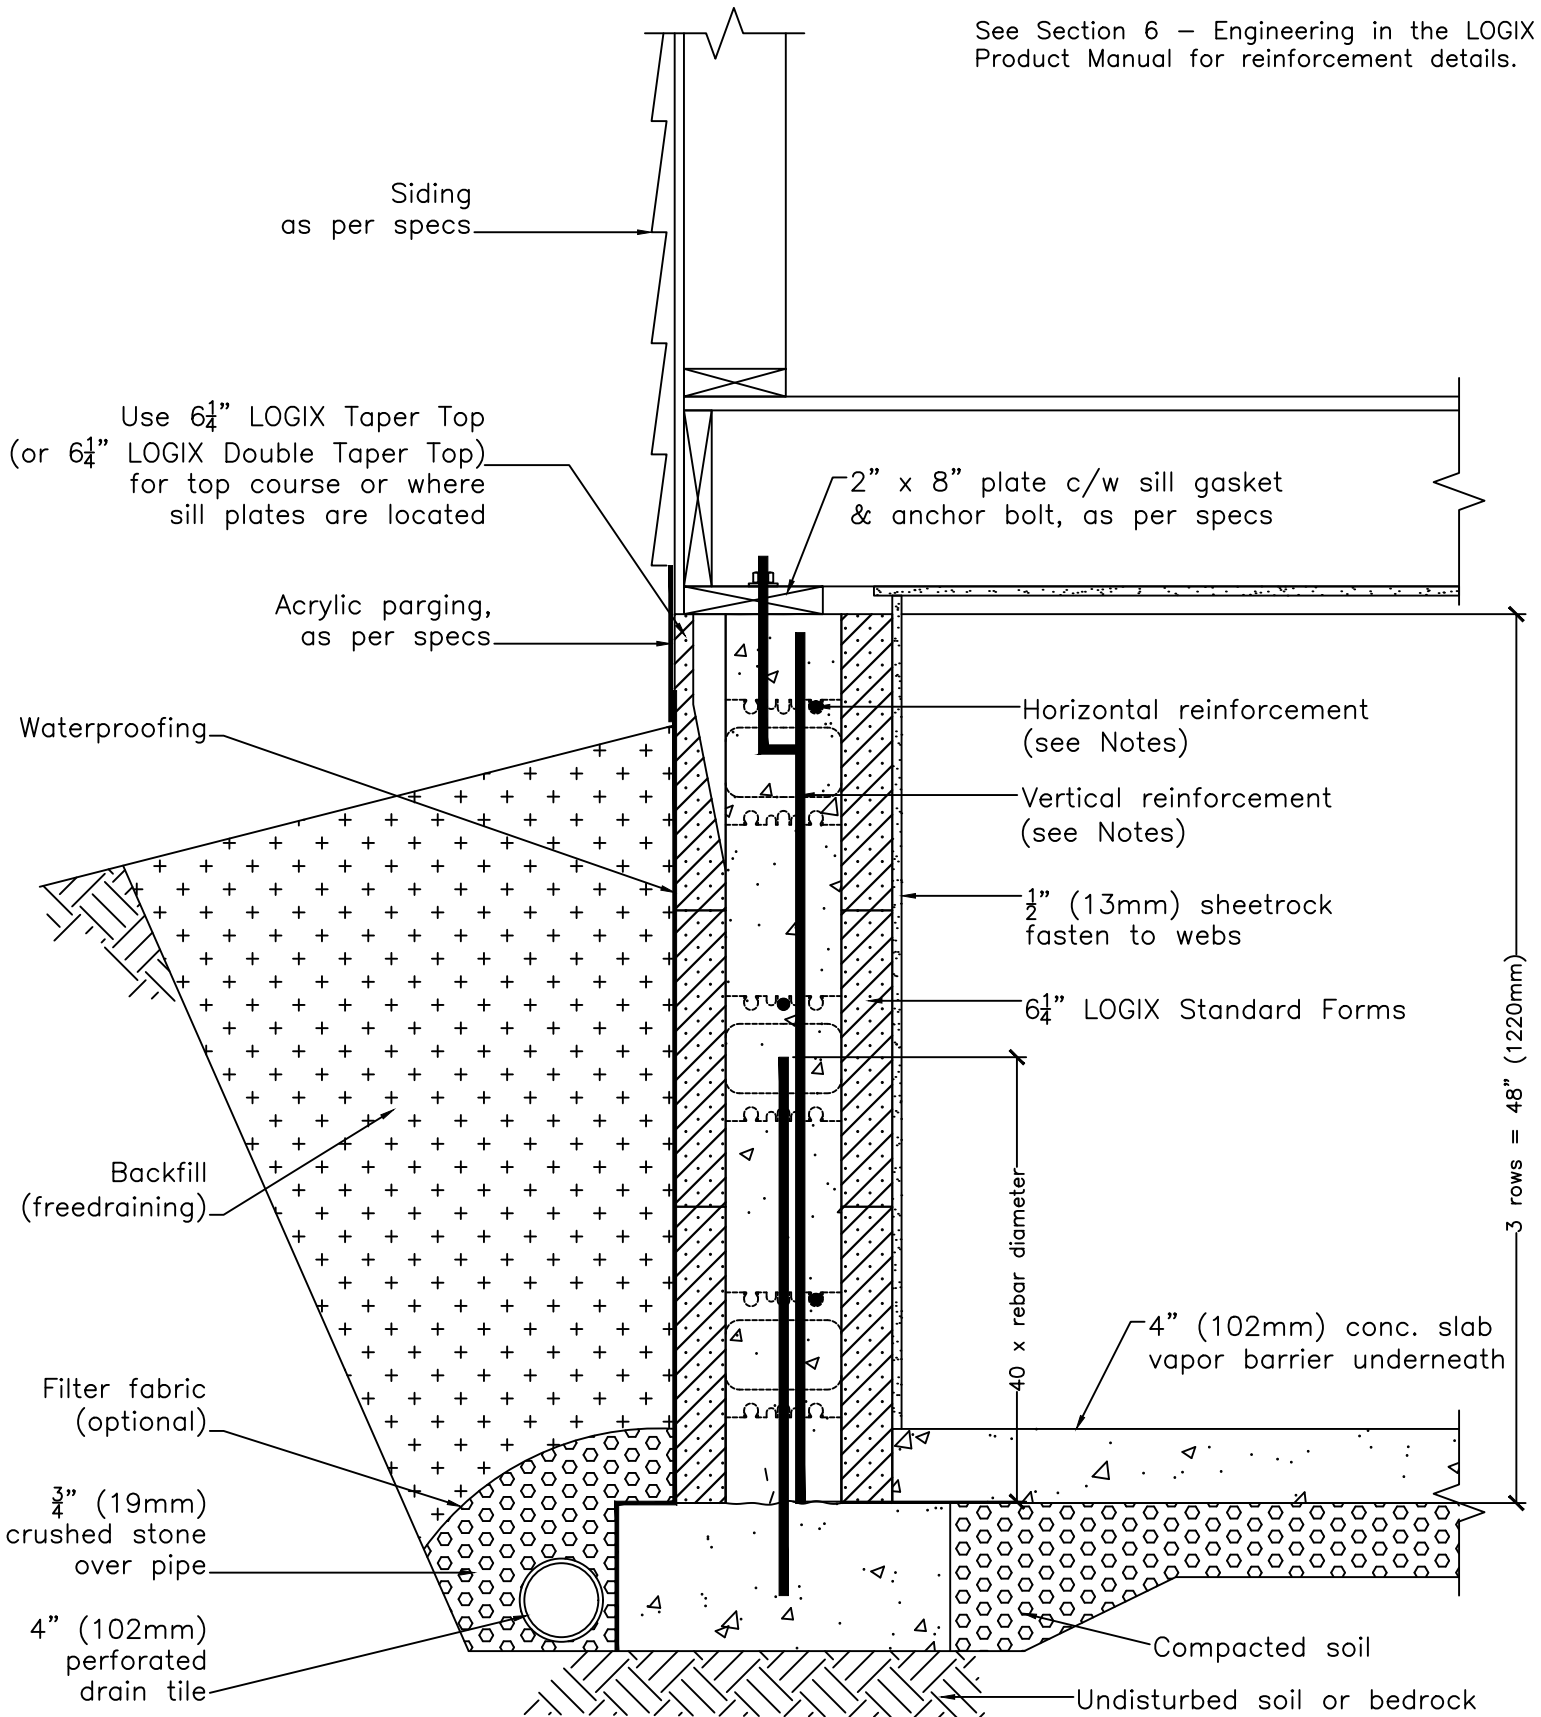 See Section 6 – Engineering in the LOGIX
Product Manual for reinforcement details.
Siding
as per specs
Use 6¼" LOGIX Taper Top
(or 6¼" LOGIX Double Taper Top)
for top course or where
sill plates are located
2" x 8" plate c/w sill gasket
& anchor bolt, as per specs
Acrylic parging,
as per specs
Waterproofing
Horizontal reinforcement
(see Notes)
Vertical reinforcement
(see Notes)
½" (13mm) sheetrock
fasten to webs
6¼" LOGIX Standard Forms
3 rows = 48" (1220mm)
40 x rebar diameter
Backfill
(freedraining)
4" (102mm) conc. slab
vapor barrier underneath
Filter fabric
(optional)
¾" (19mm)
crushed stone
over pipe
4" (102mm)
perforated
drain tile
Compacted soil
Undisturbed soil or bedrock